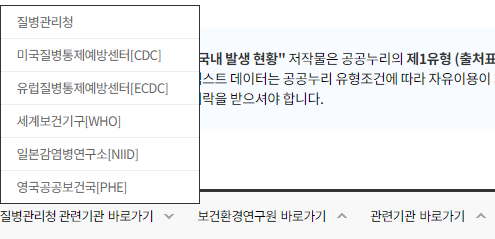 질병관리청
미국질병통제예방센터[CDC]
유럽질병통제예방센터[ECDC]
세계보건기구[WHO]
일본감염병연구소[NIID]
영국공공보건국[PHE]
국내 발생 현황" 저작물은 공공누리의 제1유형 (출처표
데이터는 공공누리 유형조건에 따라 자유이용이
받으셔야 합니다.
질병관리청 관련기관 바로가기
보건환경연구원 바로가기
관련기관 바로가기